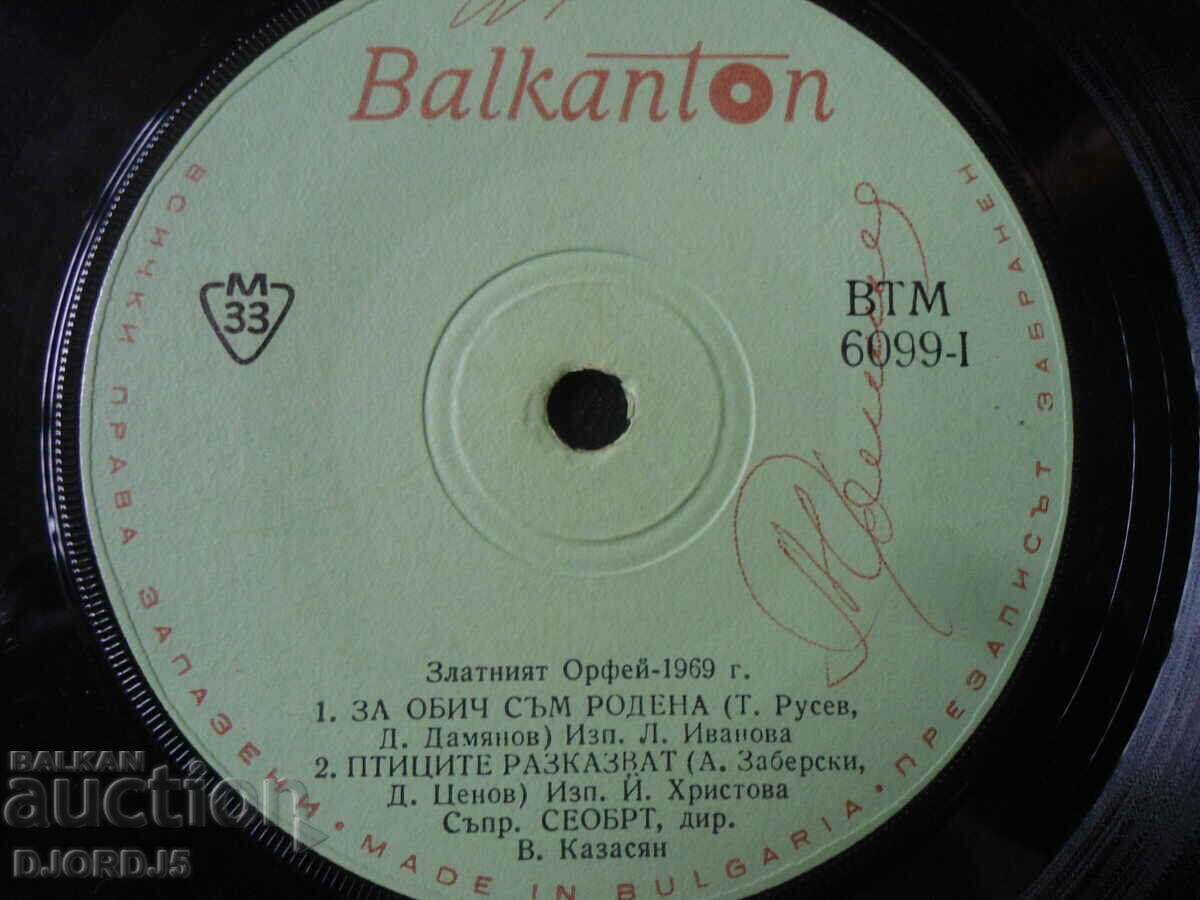 Balkanton
ВСИЧКИ ПРАВА ЗАПАЗЕНИ • MADE IN BULGARIA • ПРЕЗАПИСЪТ ЗАБРАНЕН
M
33
ВТМ
6099-I
Златният Орфей-1969 г.
1. ЗА ОБИЧ СЪМ РОДЕНА (Т. Русев,
Д. Дамянов) Изп. Л. Иванова
2. ПТИЦИТЕ РАЗКАЗВАТ (А. Заберски,
Д. Ценов) Изп. Й. Христова
Съпр. СЕОБРТ, дир.
В. Казасян
BALKAN
auction
DJORDJ5